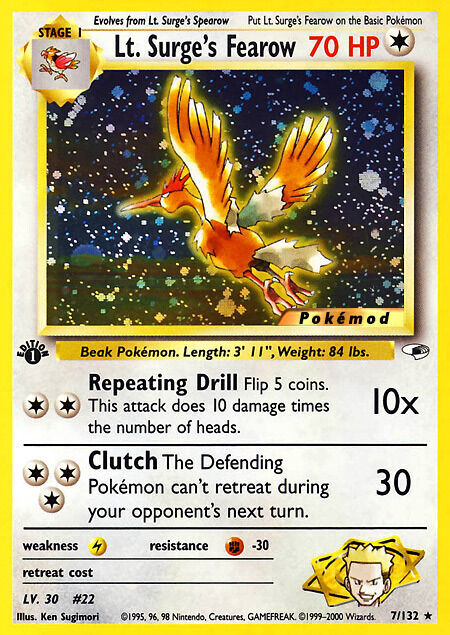 Evolves from Lt. Surge's Spearow
Put Lt. Surge's Fearow on the Basic Pokémon
STAGE 1
Lt. Surge's Fearow 70 HP
Pokémod
EDITION
1
Beak Pokémon. Length: 3' 11", Weight: 84 lbs.
Repeating Drill Flip 5 coins.
This attack does 10 damage times
the number of heads.
10x
Clutch The Defending
Pokémon can't retreat during
your opponent's next turn.
30
weakness
resistance -30
retreat cost
LV. 30 #22
Illus. Ken Sugimori
©1995, 96, 98 Nintendo, Creatures, GAMEFREAK. ©1999-2000 Wizards.
7/132 ★